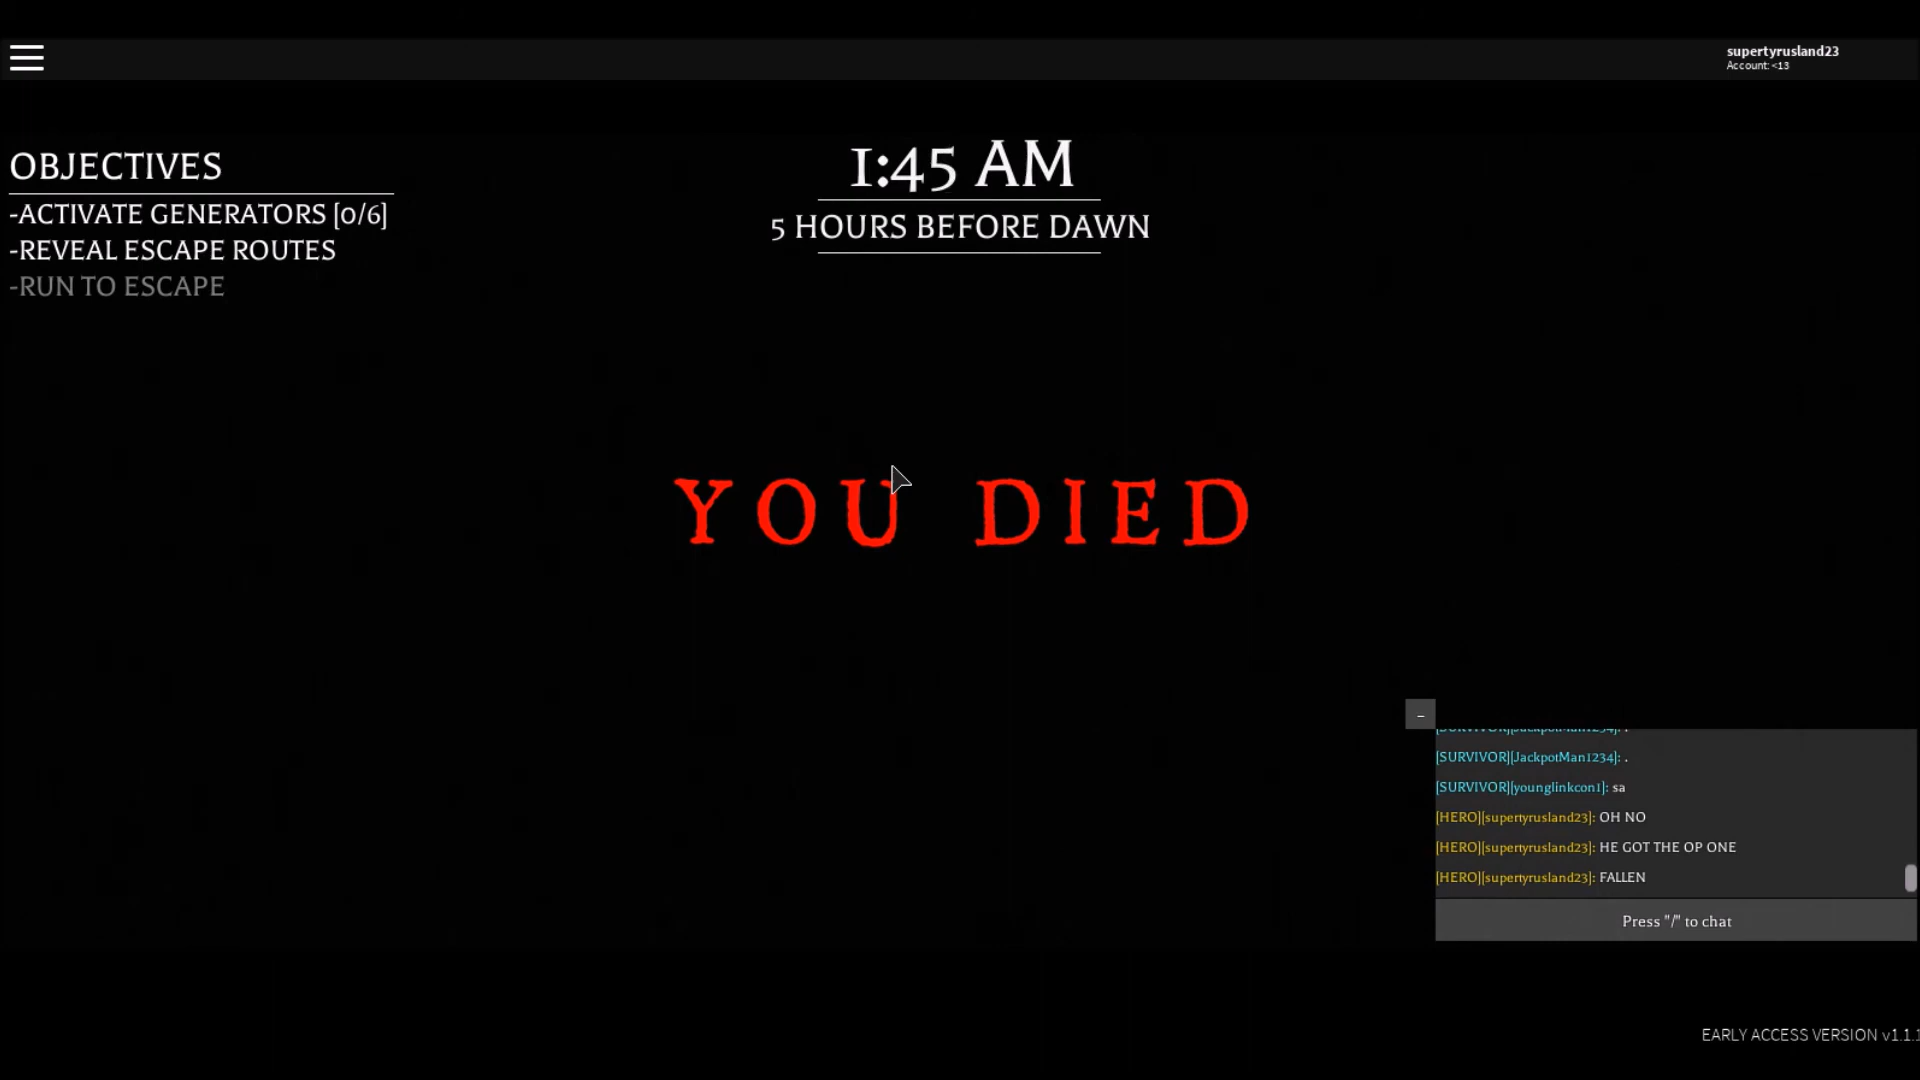 supertyrusland23
Account: <13
OBJECTIVES
-ACTIVATE GENERATORS [0/6]
-REVEAL ESCAPE ROUTES
-RUN TO ESCAPE
1:45 AM
5 HOURS BEFORE DAWN
YOU DIED
[SURVIVOR][JackpotMan1234]: .
[SURVIVOR][JackpotMan1234]: .
[SURVIVOR][younglinkcon1]: sa
[HERO][supertyrusland23]: OH NO
[HERO][supertyrusland23]: HE GOT THE OP ONE
[HERO][supertyrusland23]: FALLEN
Press "/" to chat
EARLY ACCESS VERSION v1.1.1